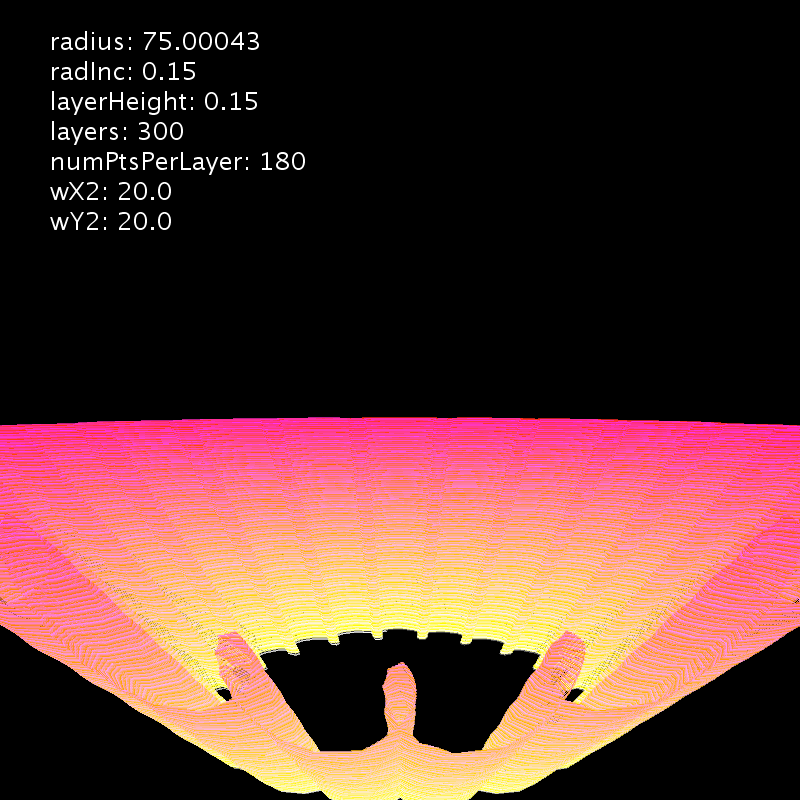 radius: 75.00043
radInc: 0.15
layerHeight: 0.15
layers: 300
numPtsPerLayer: 180
wX2: 20.0
wY2: 20.0